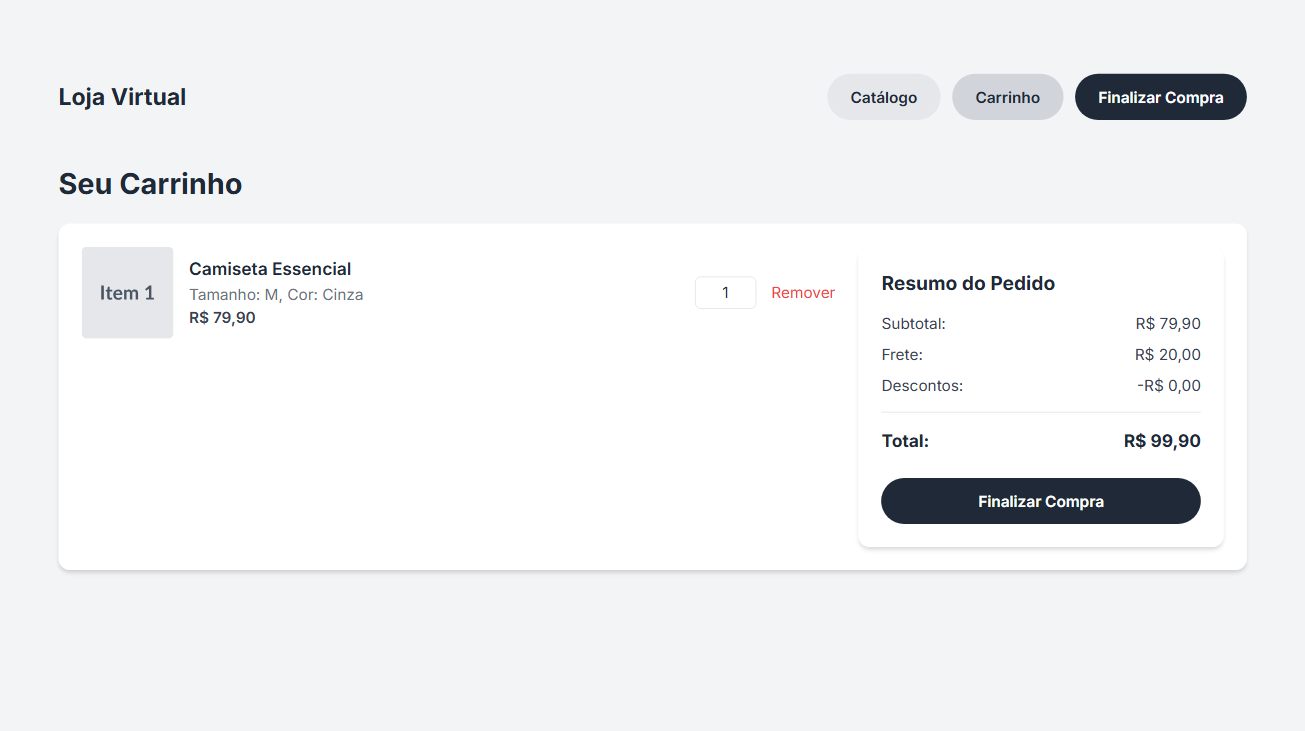 Loja Virtual
Catálogo
Carrinho
Finalizar Compra
Seu Carrinho
Item 1
Camiseta Essencial
Tamanho: M, Cor: Cinza
R$ 79,90
1
Remover
Resumo do Pedido
Subtotal: R$ 79,90
Frete: R$ 20,00
Descontos: -R$ 0,00
Total: R$ 99,90
Finalizar Compra